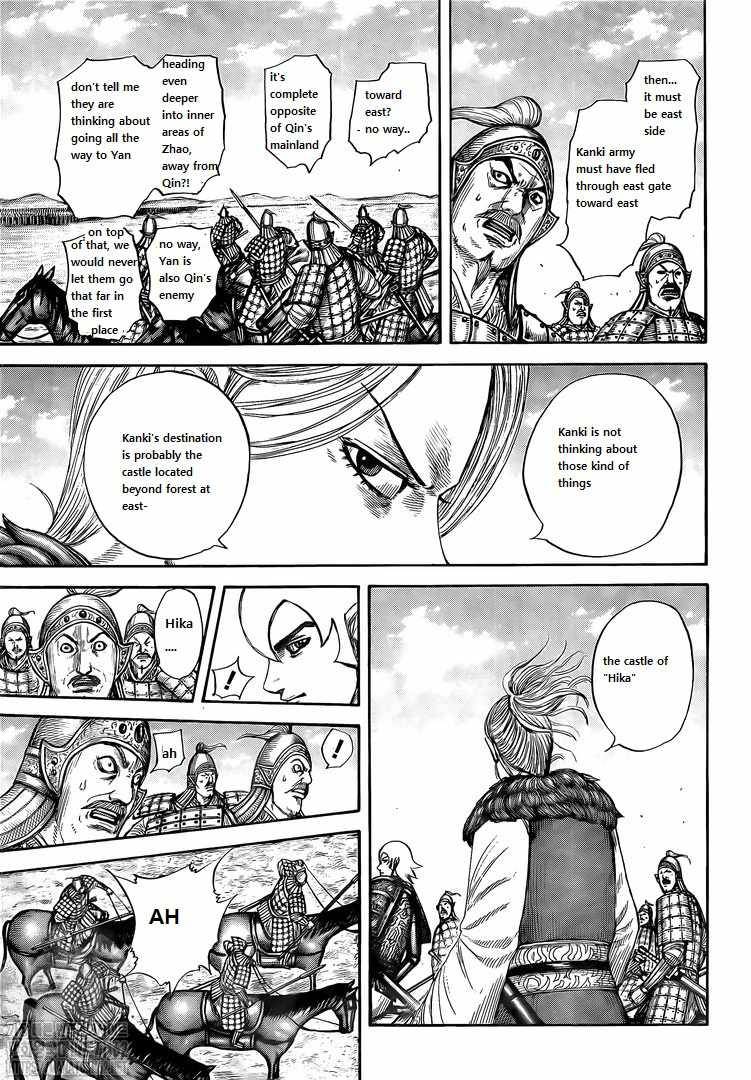 then...
it must
be east
side
Kanki army
must have fled
through east gate
toward east
toward
east?
- no way..
it's
complete
opposite
of Qin's
mainland
heading
even
deeper
into inner
areas of
Zhao,
away from
Qin?!
don't tell me
they are
thinking about
going all the
way to Yan
no way,
Yan is
also Qin's
enemy
on top
of that, we
would never
let them go
that far in
the first
place
Kanki is not
thinking about
those kind of
things
Kanki's destination
is probably the
castle located
beyond forest at
east-
the castle of
"Hika"
!
Hika
....
!
ah
AH